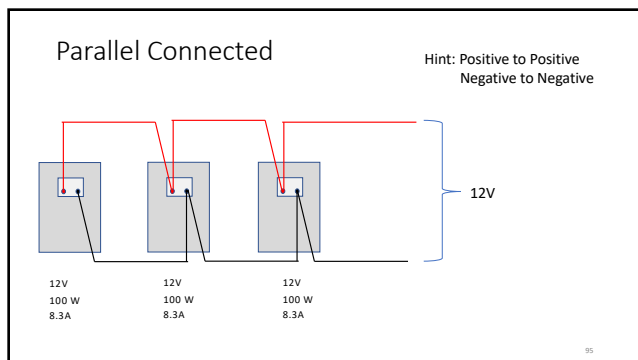 Parallel Connected
Hint: Positive to Positive
Negative to Negative
12V
12V
100 W
8.3A
12V
100 W
8.3A
12V
100 W
8.3A
95